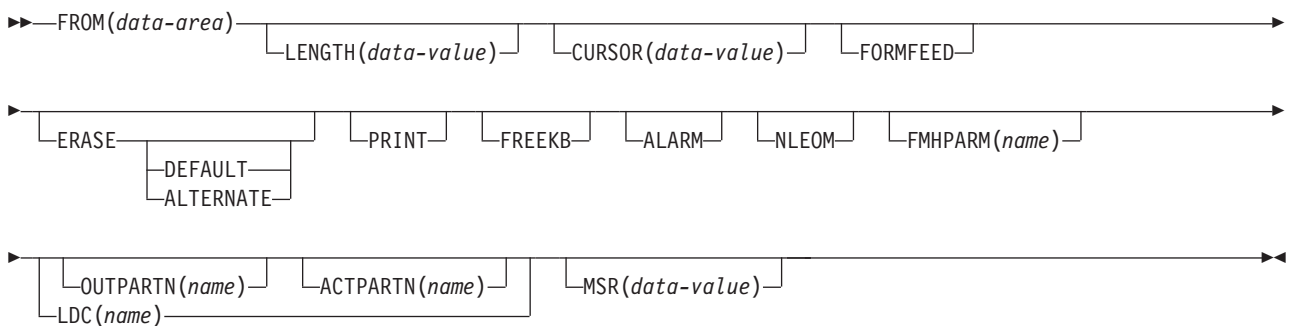 FROM(data-area)
LENGTH(data-value) CURSOR(data-value) FORMFEED
ERASE PRINT FREEKB ALARM NLEOM FMHPARM(name)
DEFAULT
ALTERNATE
OUTPARTN(name) ACTPARTN(name) MSR(data-value)
LDC(name)